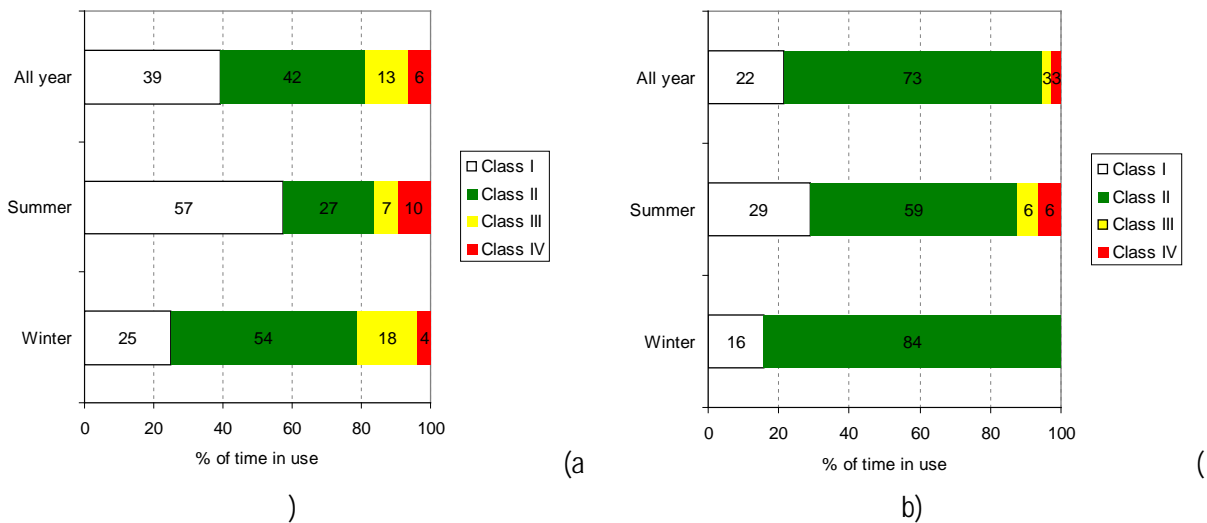 All year
39 42 13 6
Summer
57 27 7 10
Winter
25 54 18 4
0 20 40 60 80 100
% of time in use
Class I
Class II
Class III
Class IV
(a
)
All year
22 73 3 3
Summer
29 59 6 6
Winter
16 84
0 20 40 60 80 100
% of time in use
Class I
Class II
Class III
Class IV
(
b)